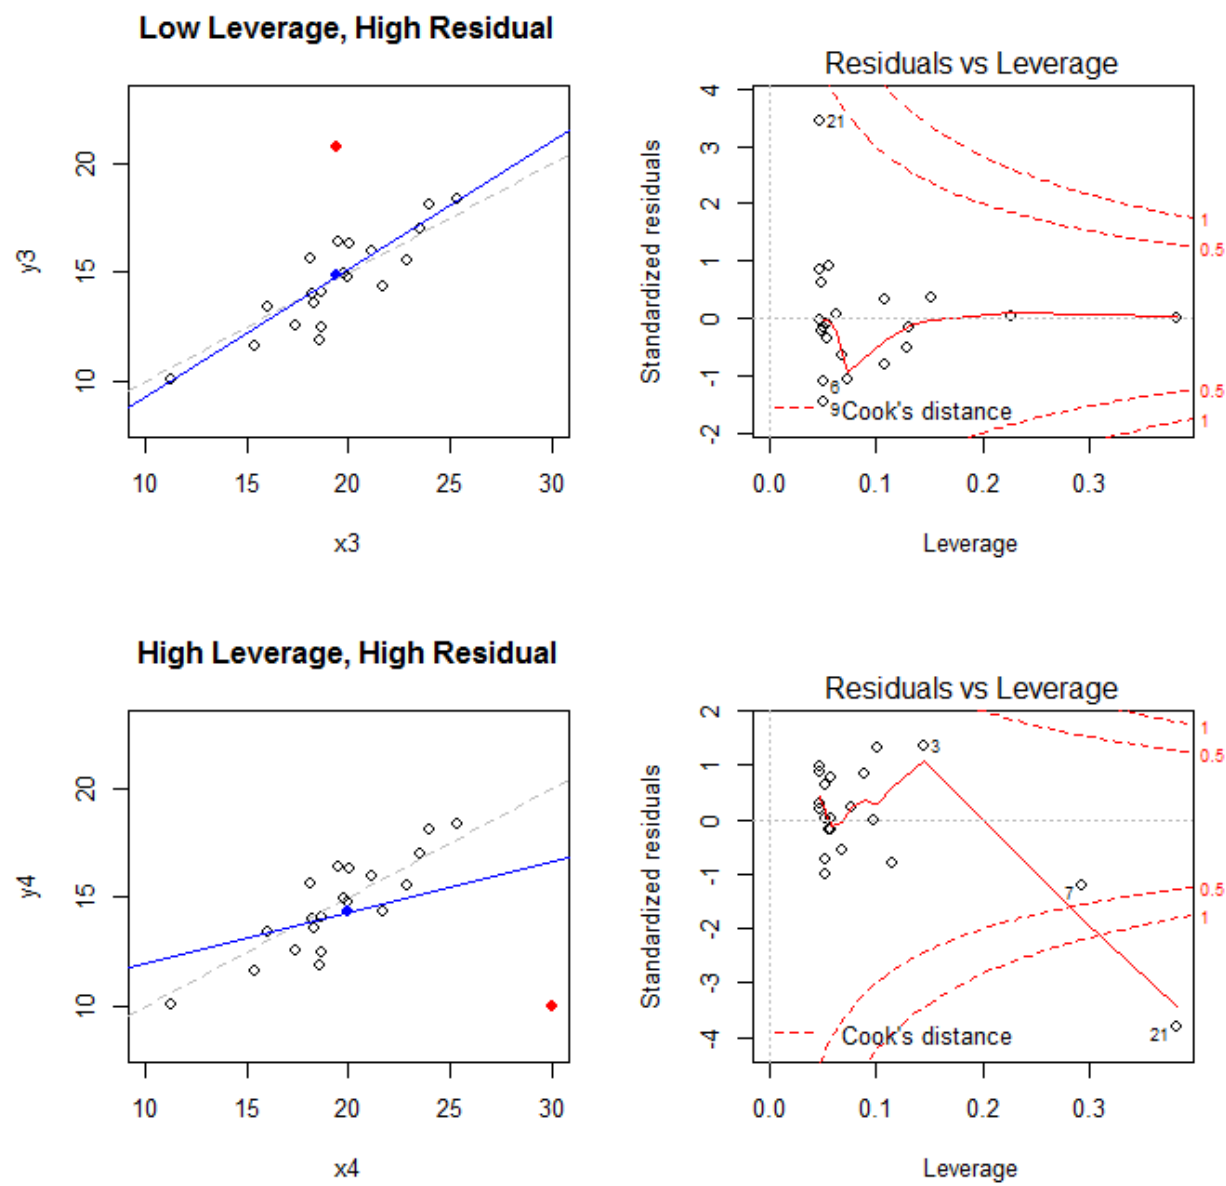 Low Leverage, High Residual
y3
20
15
10
10 15 20 25 30
x3
Residuals vs Leverage
Standardized residuals
4
3
2
1
0
-1
-2
21
6
9
Cook's distance
1
0.5
0.5
1
0.0 0.1 0.2 0.3
Leverage
High Leverage, High Residual
y4
20
15
10
10 15 20 25 30
x4
Residuals vs Leverage
Standardized residuals
2
1
0
-1
-2
-3
-4
3
7
21
Cook's distance
1
0.5
0.5
1
0.0 0.1 0.2 0.3
Leverage